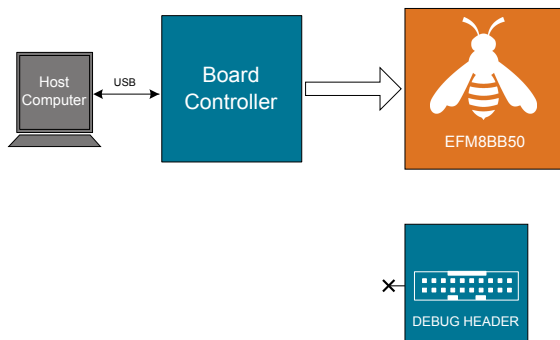 Host
Computer
USB
Board
Controller
EFM8BB50
DEBUG HEADER